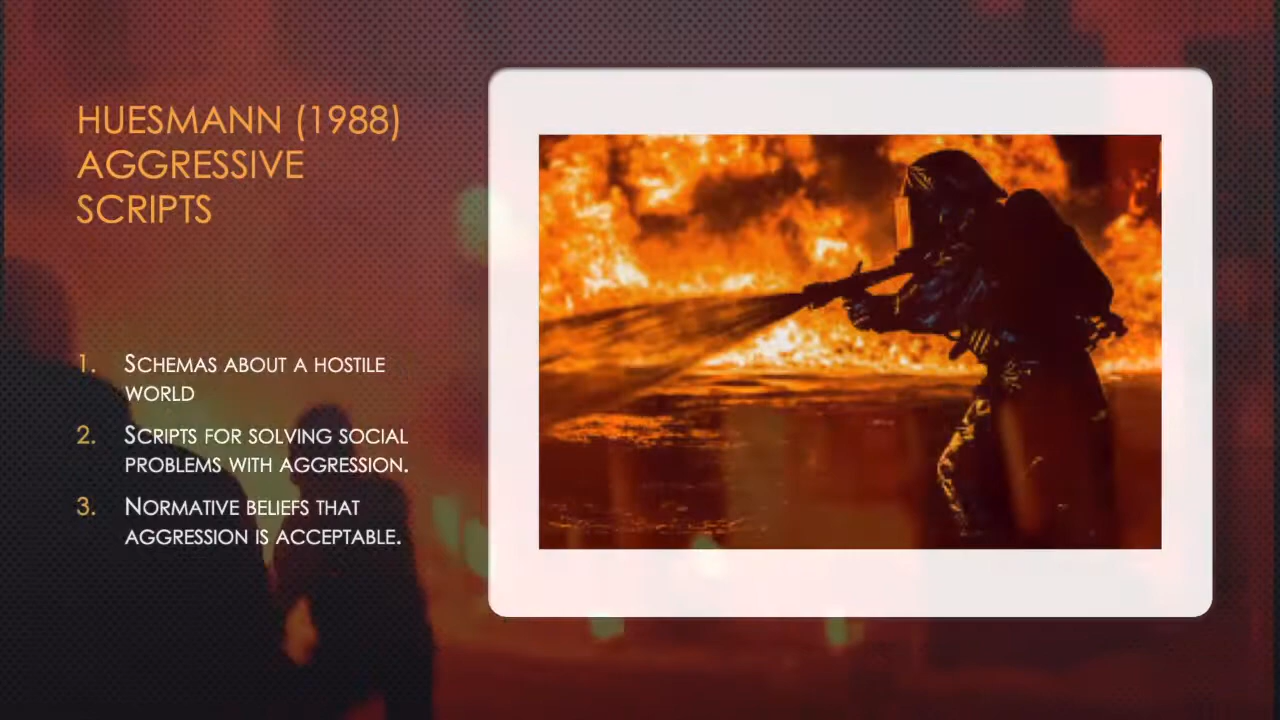 HUESMANN (1988)
AGGRESSIVE
SCRIPTS
1. SCHEMAS ABOUT A HOSTILE
WORLD
2. SCRIPTS FOR SOLVING SOCIAL
PROBLEMS WITH AGGRESSION.
3. NORMATIVE BELIEFS THAT
AGGRESSION IS ACCEPTABLE.